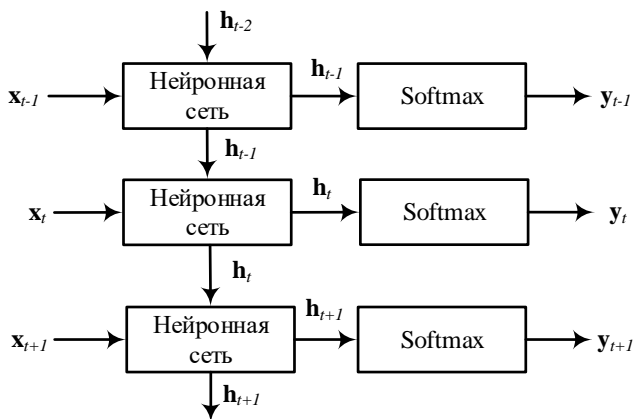 h_{t-2}
x_{t-1}
Нейронная
сеть
h_{t-1}
Softmax
y_{t-1}
h_{t-1}
x_t
Нейронная
сеть
h_t
Softmax
y_t
h_t
x_{t+1}
Нейронная
сеть
h_{t+1}
Softmax
y_{t+1}
h_{t+1}